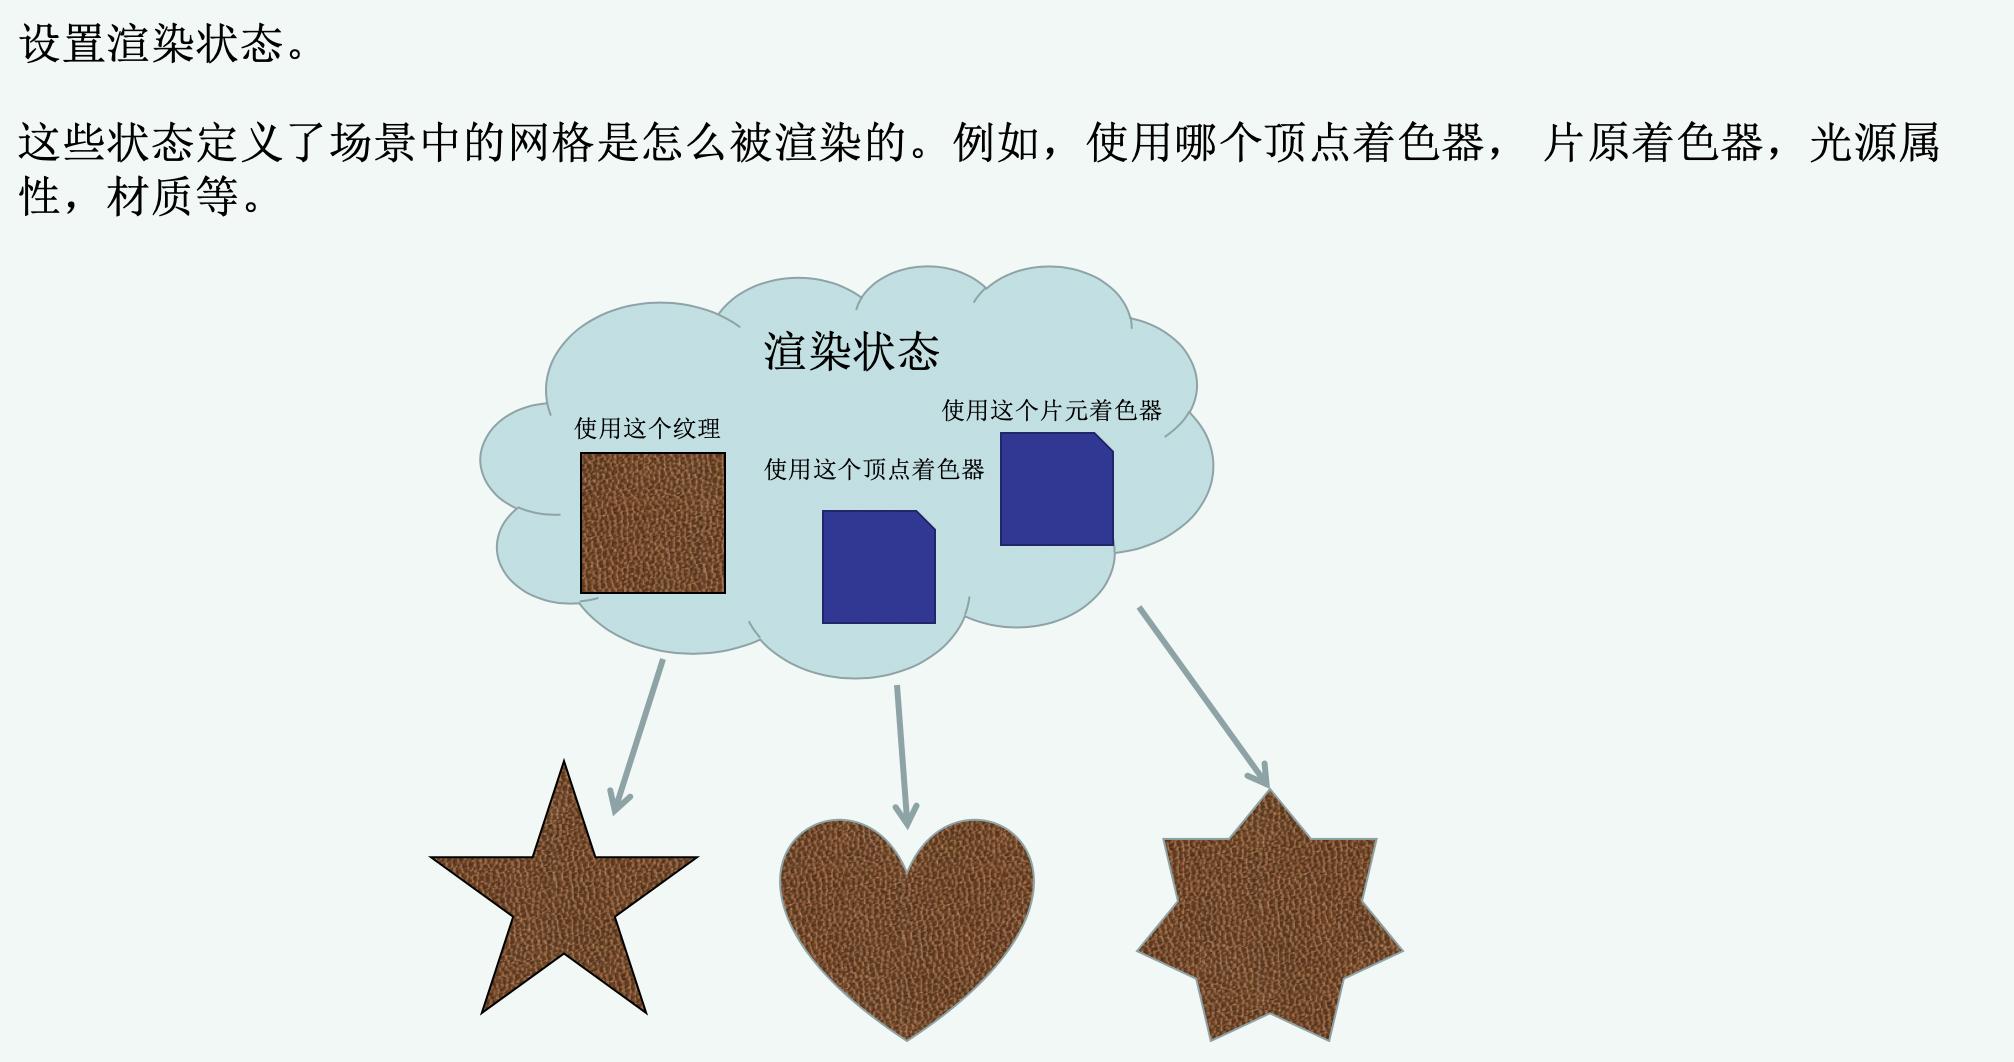 设置渲染状态。
这些状态定义了场景中的网格是怎么被渲染的。例如，使用哪个顶点着色器， 片原着色器，光源属
性，材质等。
渲染状态
使用这个片元着色器
使用这个纹理
使用这个顶点着色器